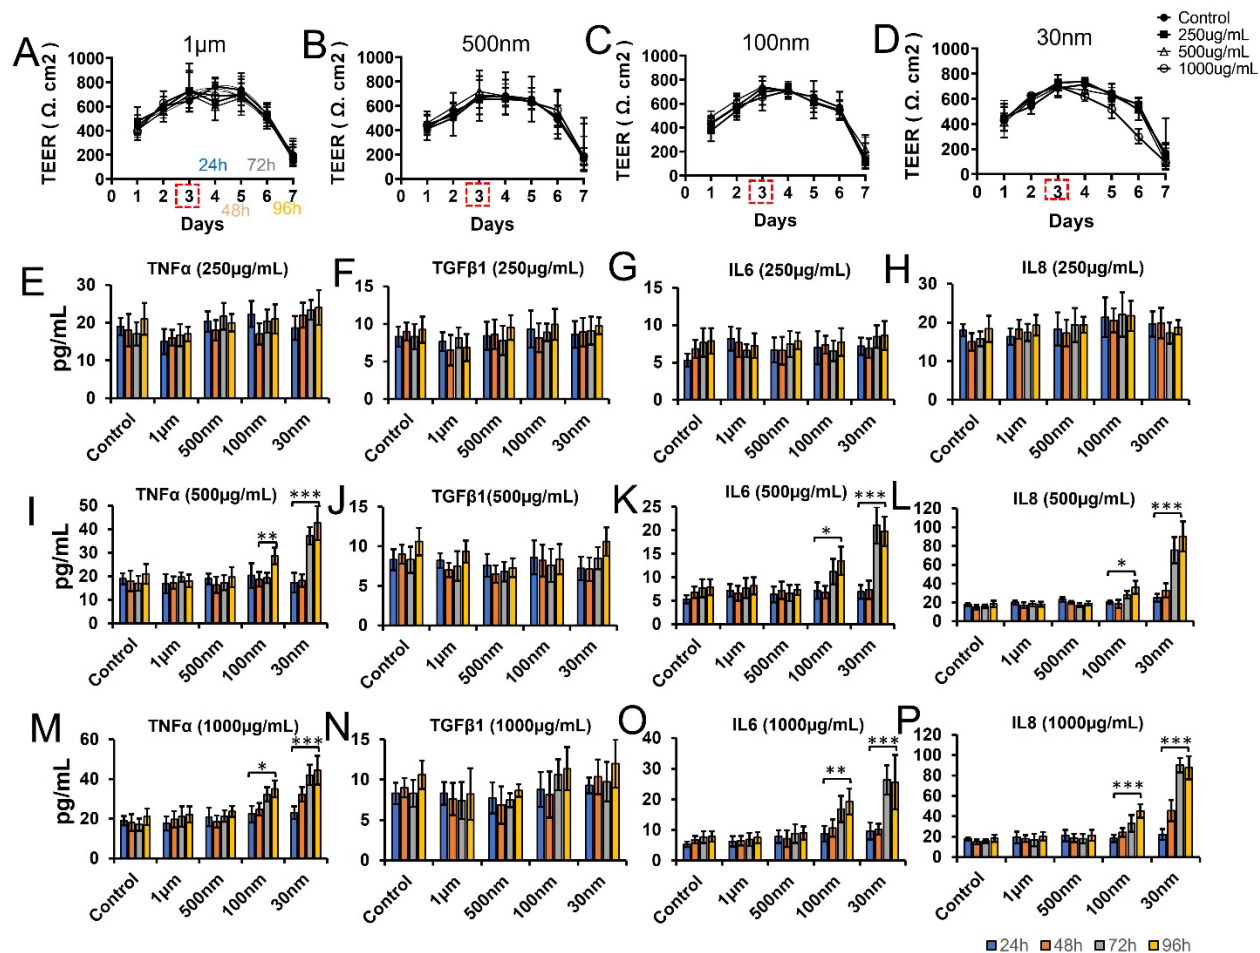 A 1µm B 500nm C 100nm D 30nm
Control
250ug/mL
500ug/mL
1000ug/mL
TEER ( Ω. cm2) TEER ( Ω. cm2) TEER ( Ω. cm2) TEER ( Ω. cm2)
1000 1000 1000 1000
800 800 800 800
600 600 600 600
400 400 400 400
200 200 200 200
0 0 0 0
24h 72h
0 1 2 3 4 5 6 7 0 1 2 3 4 5 6 7 0 1 2 3 4 5 6 7 0 1 2 3 4 5 6 7
48h 96h
Days Days Days Days
E TNFα (250µg/mL) F TGFβ1 (250µg/mL) G IL6 (250µg/mL) H IL8 (250µg/mL)
pg/mL
30 15 15 30
20 10 10 20
10 5 5 10
0 0 0 0
Control 1µm 500nm 100nm 30nm Control 1µm 500nm 100nm 30nm Control 1µm 500nm 100nm 30nm Control 1µm 500nm 100nm 30nm
I TNFα (500µg/mL) J TGFβ1(500µg/mL) K IL6 (500µg/mL) L IL8 (500µg/mL)
** *** * *** * ***
pg/mL
50 40 30 20 10 0
15 10 5 0
25 20 15 10 5 0
120 100 80 60 40 20 0
Control 1µm 500nm 100nm 30nm Control 1µm 500nm 100nm 30nm Control 1µm 500nm 100nm 30nm Control 1µm 500nm 100nm 30nm
M TNFα (1000µg/mL) N TGFβ1 (1000µg/mL) O IL6 (1000µg/mL) P IL8 (1000µg/mL)
* *** ** *** *** ***
pg/mL
60 40 20 0
15 10 5 0
40 30 20 10 0
120 100 80 60 40 20 0
Control 1µm 500nm 100nm 30nm Control 1µm 500nm 100nm 30nm Control 1µm 500nm 100nm 30nm Control 1µm 500nm 100nm 30nm
24h 48h 72h 96h